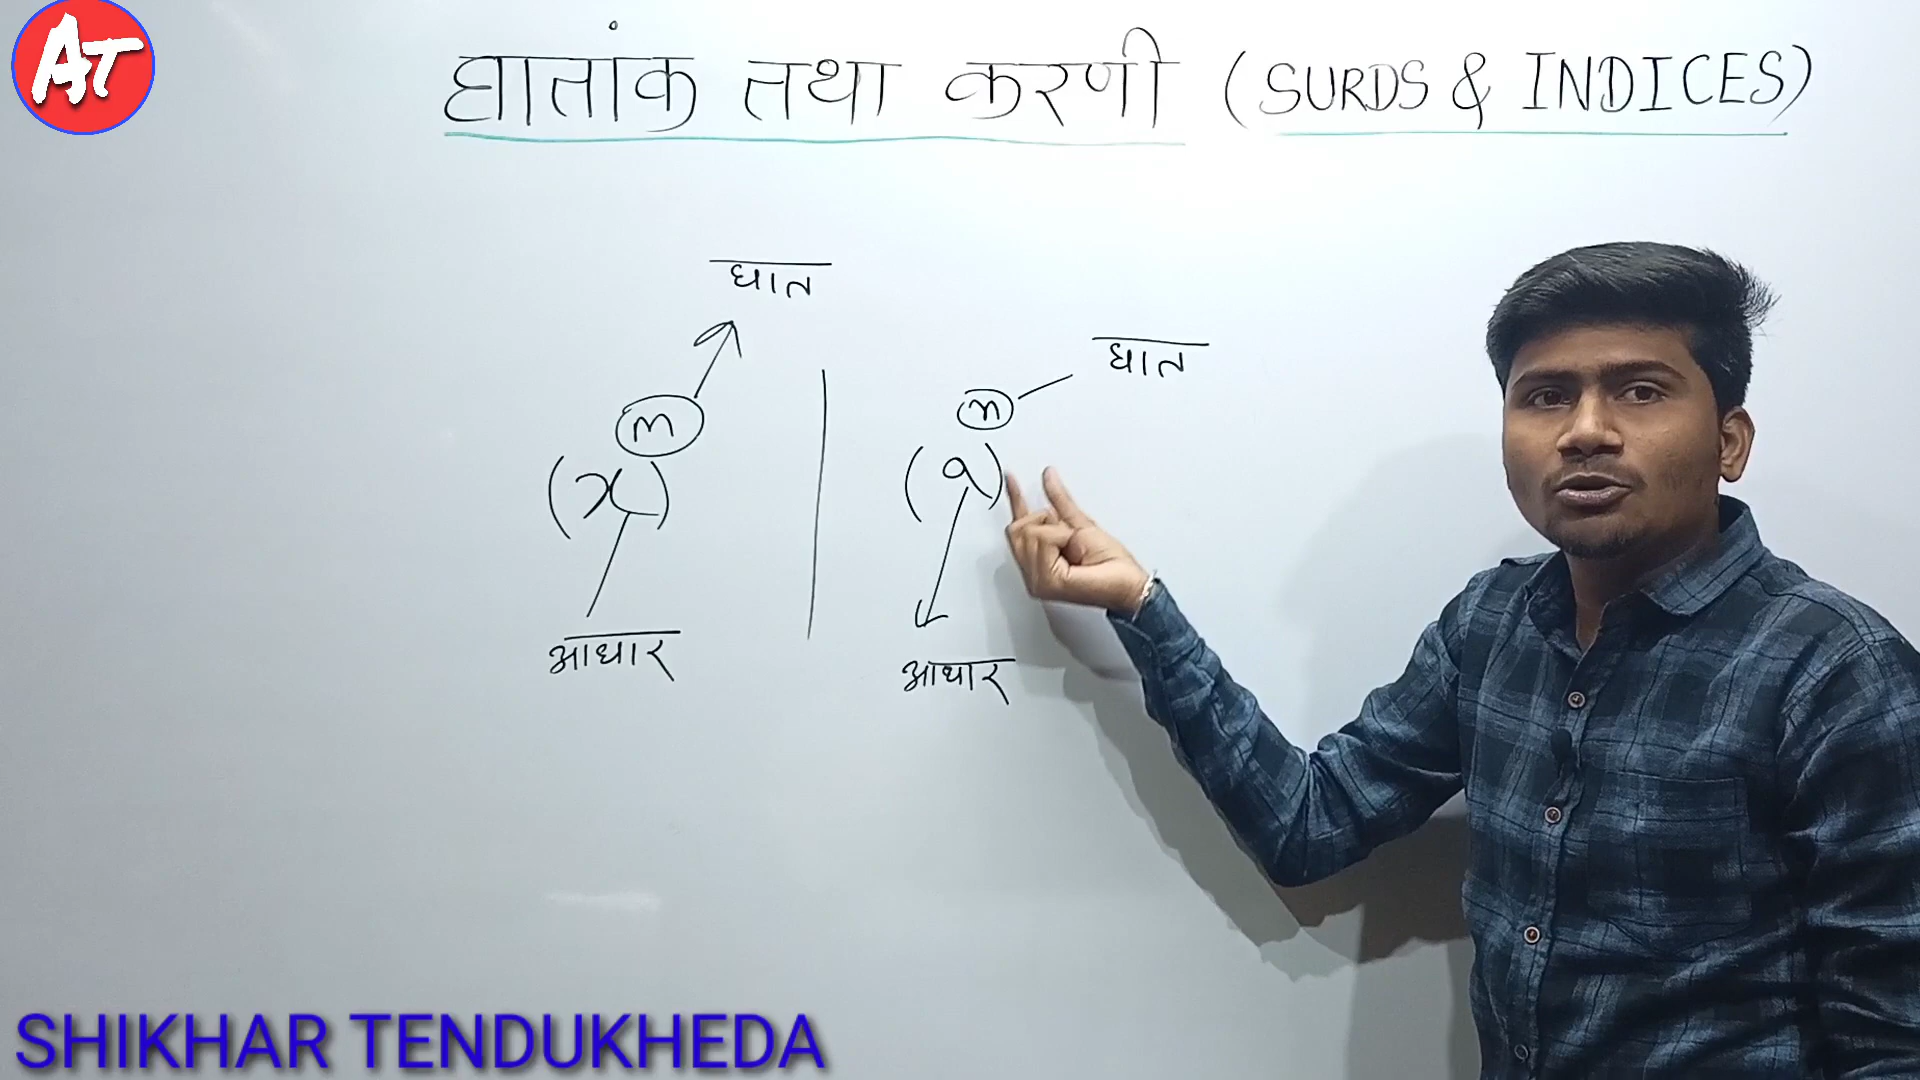 AT
घातांक तथा करणी (SURDS & INDICES)
घात
घात
m
n
(x)
(a)
आधार
आधार
SHIKHAR TENDUKHEDA